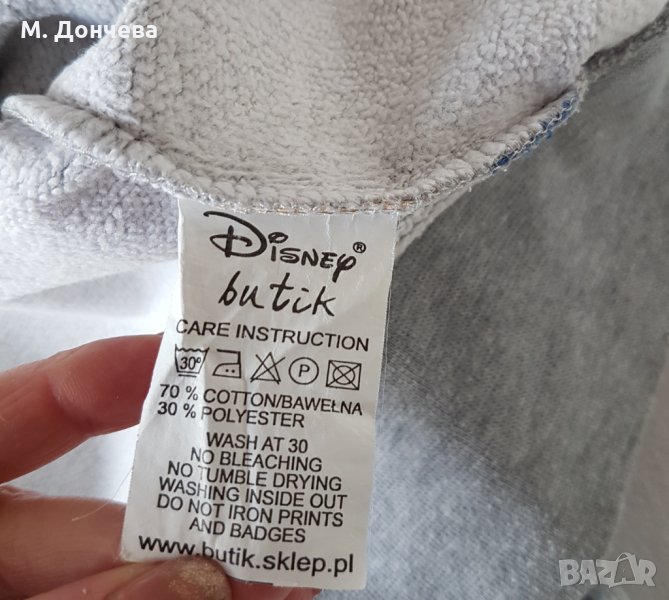 М. Дончева
DISNEY®
butik
CARE INSTRUCTION
30° P
70 % COTTON/BAWEŁNA
30 % POLYESTER
WASH AT 30
NO BLEACHING
NO TUMBLE DRYING
WASHING INSIDE OUT
DO NOT IRON PRINTS
AND BADGES
www.butik.sklep.pl
BAZAR